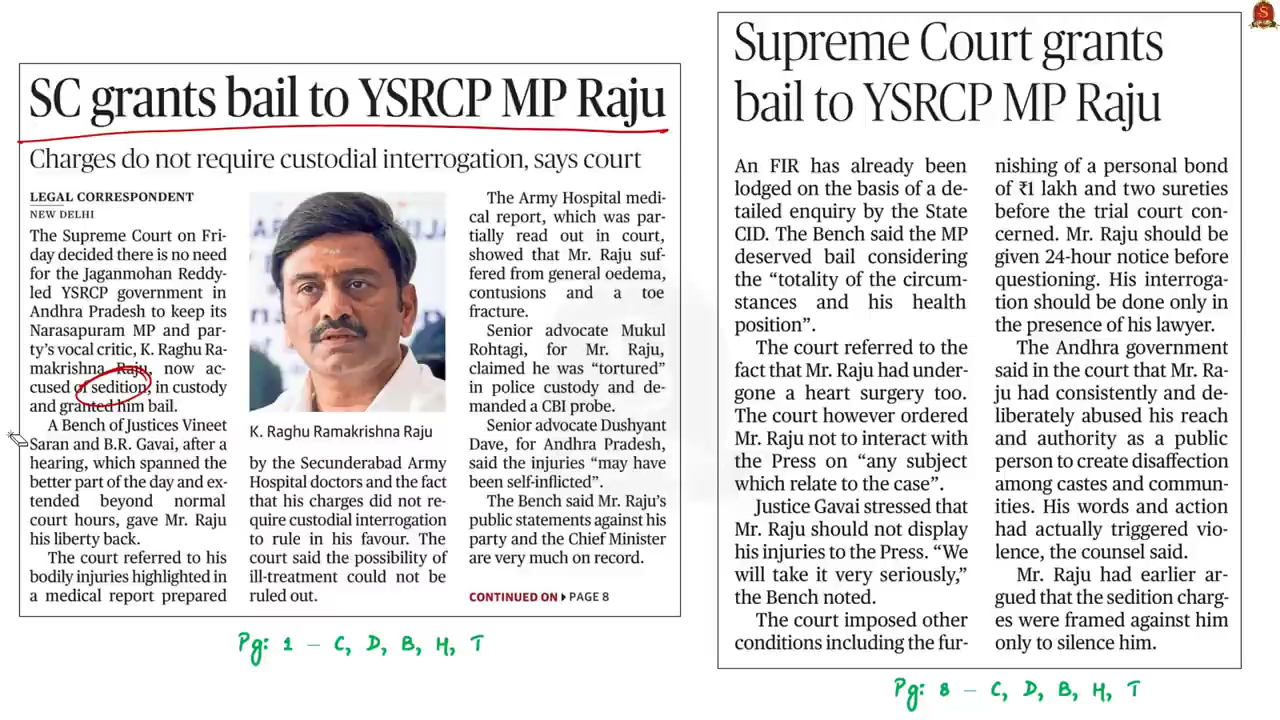 SC grants bail to YSRCP MP Raju
Charges do not require custodial interrogation, says court
LEGAL CORRESPONDENT
NEW DELHI
The Supreme Court on Fri-
day decided there is no need
for the Jaganmohan Reddy-
led YSRCP government in
Andhra Pradesh to keep its
Narasapuram MP and par-
ty's vocal critic, K. Raghu Ra-
makrishna Raju, now ac-
cused of sedition, in custody
and granted him bail.
A Bench of Justices Vineet
Saran and B.R. Gavai, after a
hearing, which spanned the
better part of the day and ex-
tended beyond normal
court hours, gave Mr. Raju
his liberty back.
The court referred to his
bodily injuries highlighted in
a medical report prepared
K. Raghu Ramakrishna Raju
by the Secunderabad Army
Hospital doctors and the fact
that his charges did not re-
quire custodial interrogation
to rule in his favour. The
court said the possibility of
ill-treatment could not be
ruled out.
The Army Hospital medi-
cal report, which was par-
tially read out in court,
showed that Mr. Raju suf-
fered from general oedema,
contusions and a toe
fracture.
Senior advocate Mukul
Rohtagi, for Mr. Raju,
claimed he was “tortured”
in police custody and de-
manded a CBI probe.
Senior advocate Dushyant
Dave, for Andhra Pradesh,
said the injuries “may have
been self-inflicted”.
The Bench said Mr. Raju's
public statements against his
party and the Chief Minister
are very much on record.
CONTINUED ON ▸ PAGE 8
Pg: 1 – C, D, B, H, T
Supreme Court grants
bail to YSRCP MP Raju
An FIR has already been
lodged on the basis of a de-
tailed enquiry by the State
CID. The Bench said the MP
deserved bail considering
the “totality of the circum-
stances and his health
position”.
The court referred to the
fact that Mr. Raju had under-
gone a heart surgery too.
The court however ordered
Mr. Raju not to interact with
the Press on “any subject
which relate to the case”.
Justice Gavai stressed that
Mr. Raju should not display
his injuries to the Press. “We
will take it very seriously,”
the Bench noted.
The court imposed other
conditions including the fur-
nishing of a personal bond
of ₹1 lakh and two sureties
before the trial court con-
cerned. Mr. Raju should be
given 24-hour notice before
questioning. His interroga-
tion should be done only in
the presence of his lawyer.
The Andhra government
said in the court that Mr. Ra-
ju had consistently and de-
liberately abused his reach
and authority as a public
person to create disaffection
among castes and commun-
ities. His words and action
had actually triggered vio-
lence, the counsel said.
Mr. Raju had earlier ar-
gued that the sedition charg-
es were framed against him
only to silence him.
Pg: 8 – C, D, B, H, T